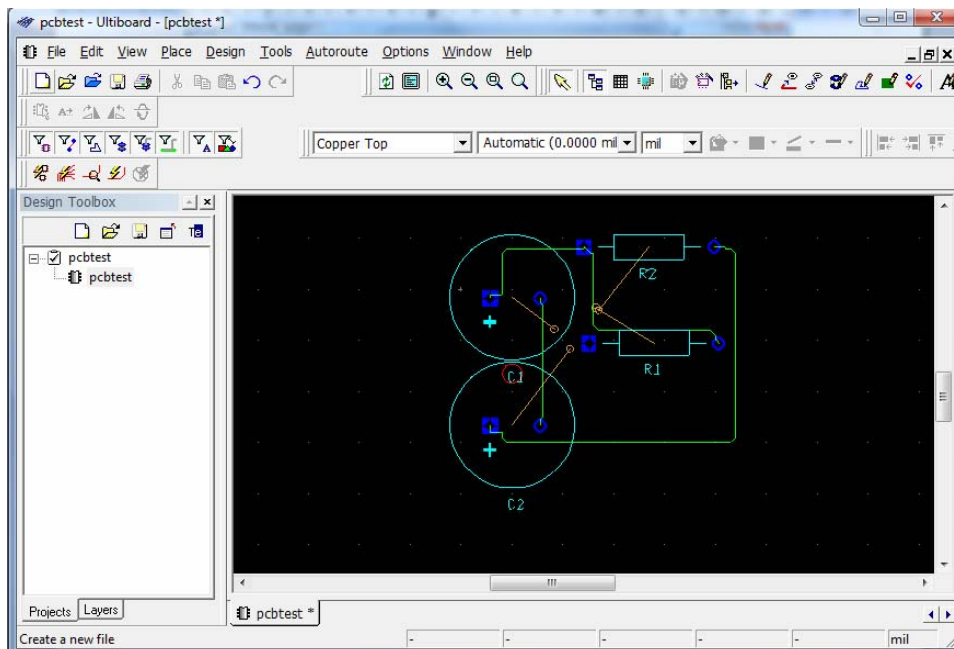 pcbtest - Ultiboard - [pcbtest *]
File Edit View Place Design Tools Autoroute Options Window Help
Copper Top Automatic (0.0000 mil mil
Design Toolbox
pcbtest
pcbtest
R2
R1
C1
C2
Projects Layers
pcbtest *
Create a new file - - - - - mil